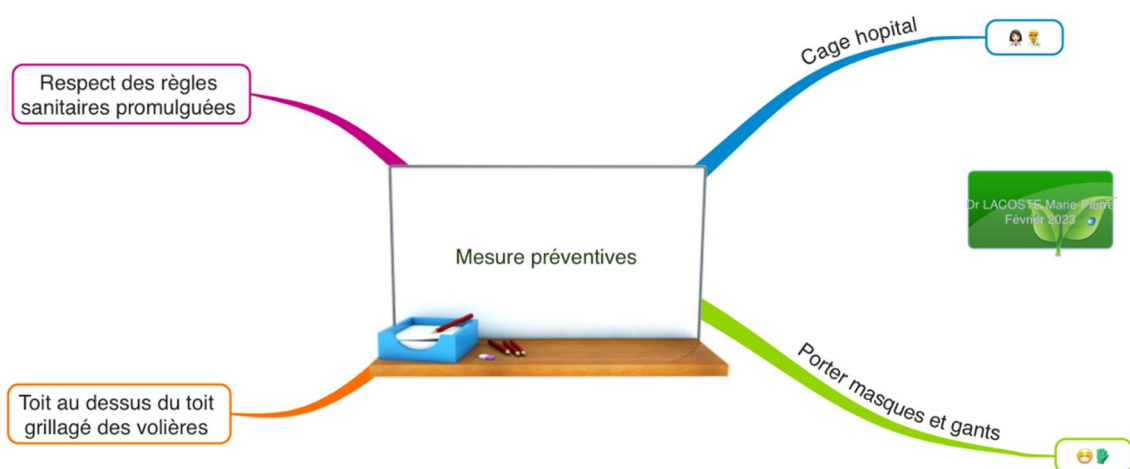 Cage hopital
Respect des règles
sanitaires promulguées
Dr LACOSTE Marie-Pierre
Février 2023
Mesure préventives
Porter masques et gants
Toit au dessus du toit
grillagé des volières